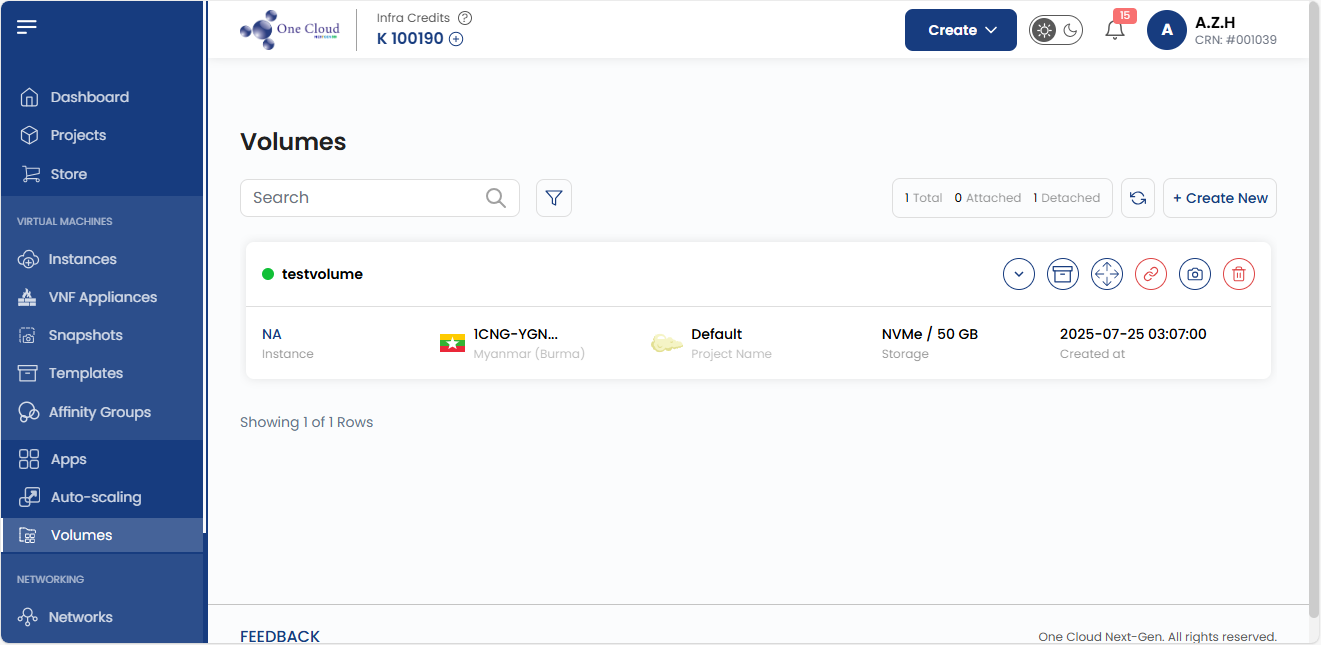 One Cloud
Infra Credits
K 100190
Create
15
A
A.Z.H
CRN: #001039
Dashboard
Projects
Store
VIRTUAL MACHINES
Instances
VNF Appliances
Snapshots
Templates
Affinity Groups
Apps
Auto-scaling
Volumes
NETWORKING
Networks
Volumes
Search
1 Total 0 Attached 1 Detached
+ Create New
testvolume
NA
Instance
1CNG-YGN...
Myanmar (Burma)
Default
Project Name
NVMe / 50 GB
Storage
2025-07-25 03:07:00
Created at
Showing 1 of 1 Rows
FEEDBACK
One Cloud Next-Gen. All rights reserved.